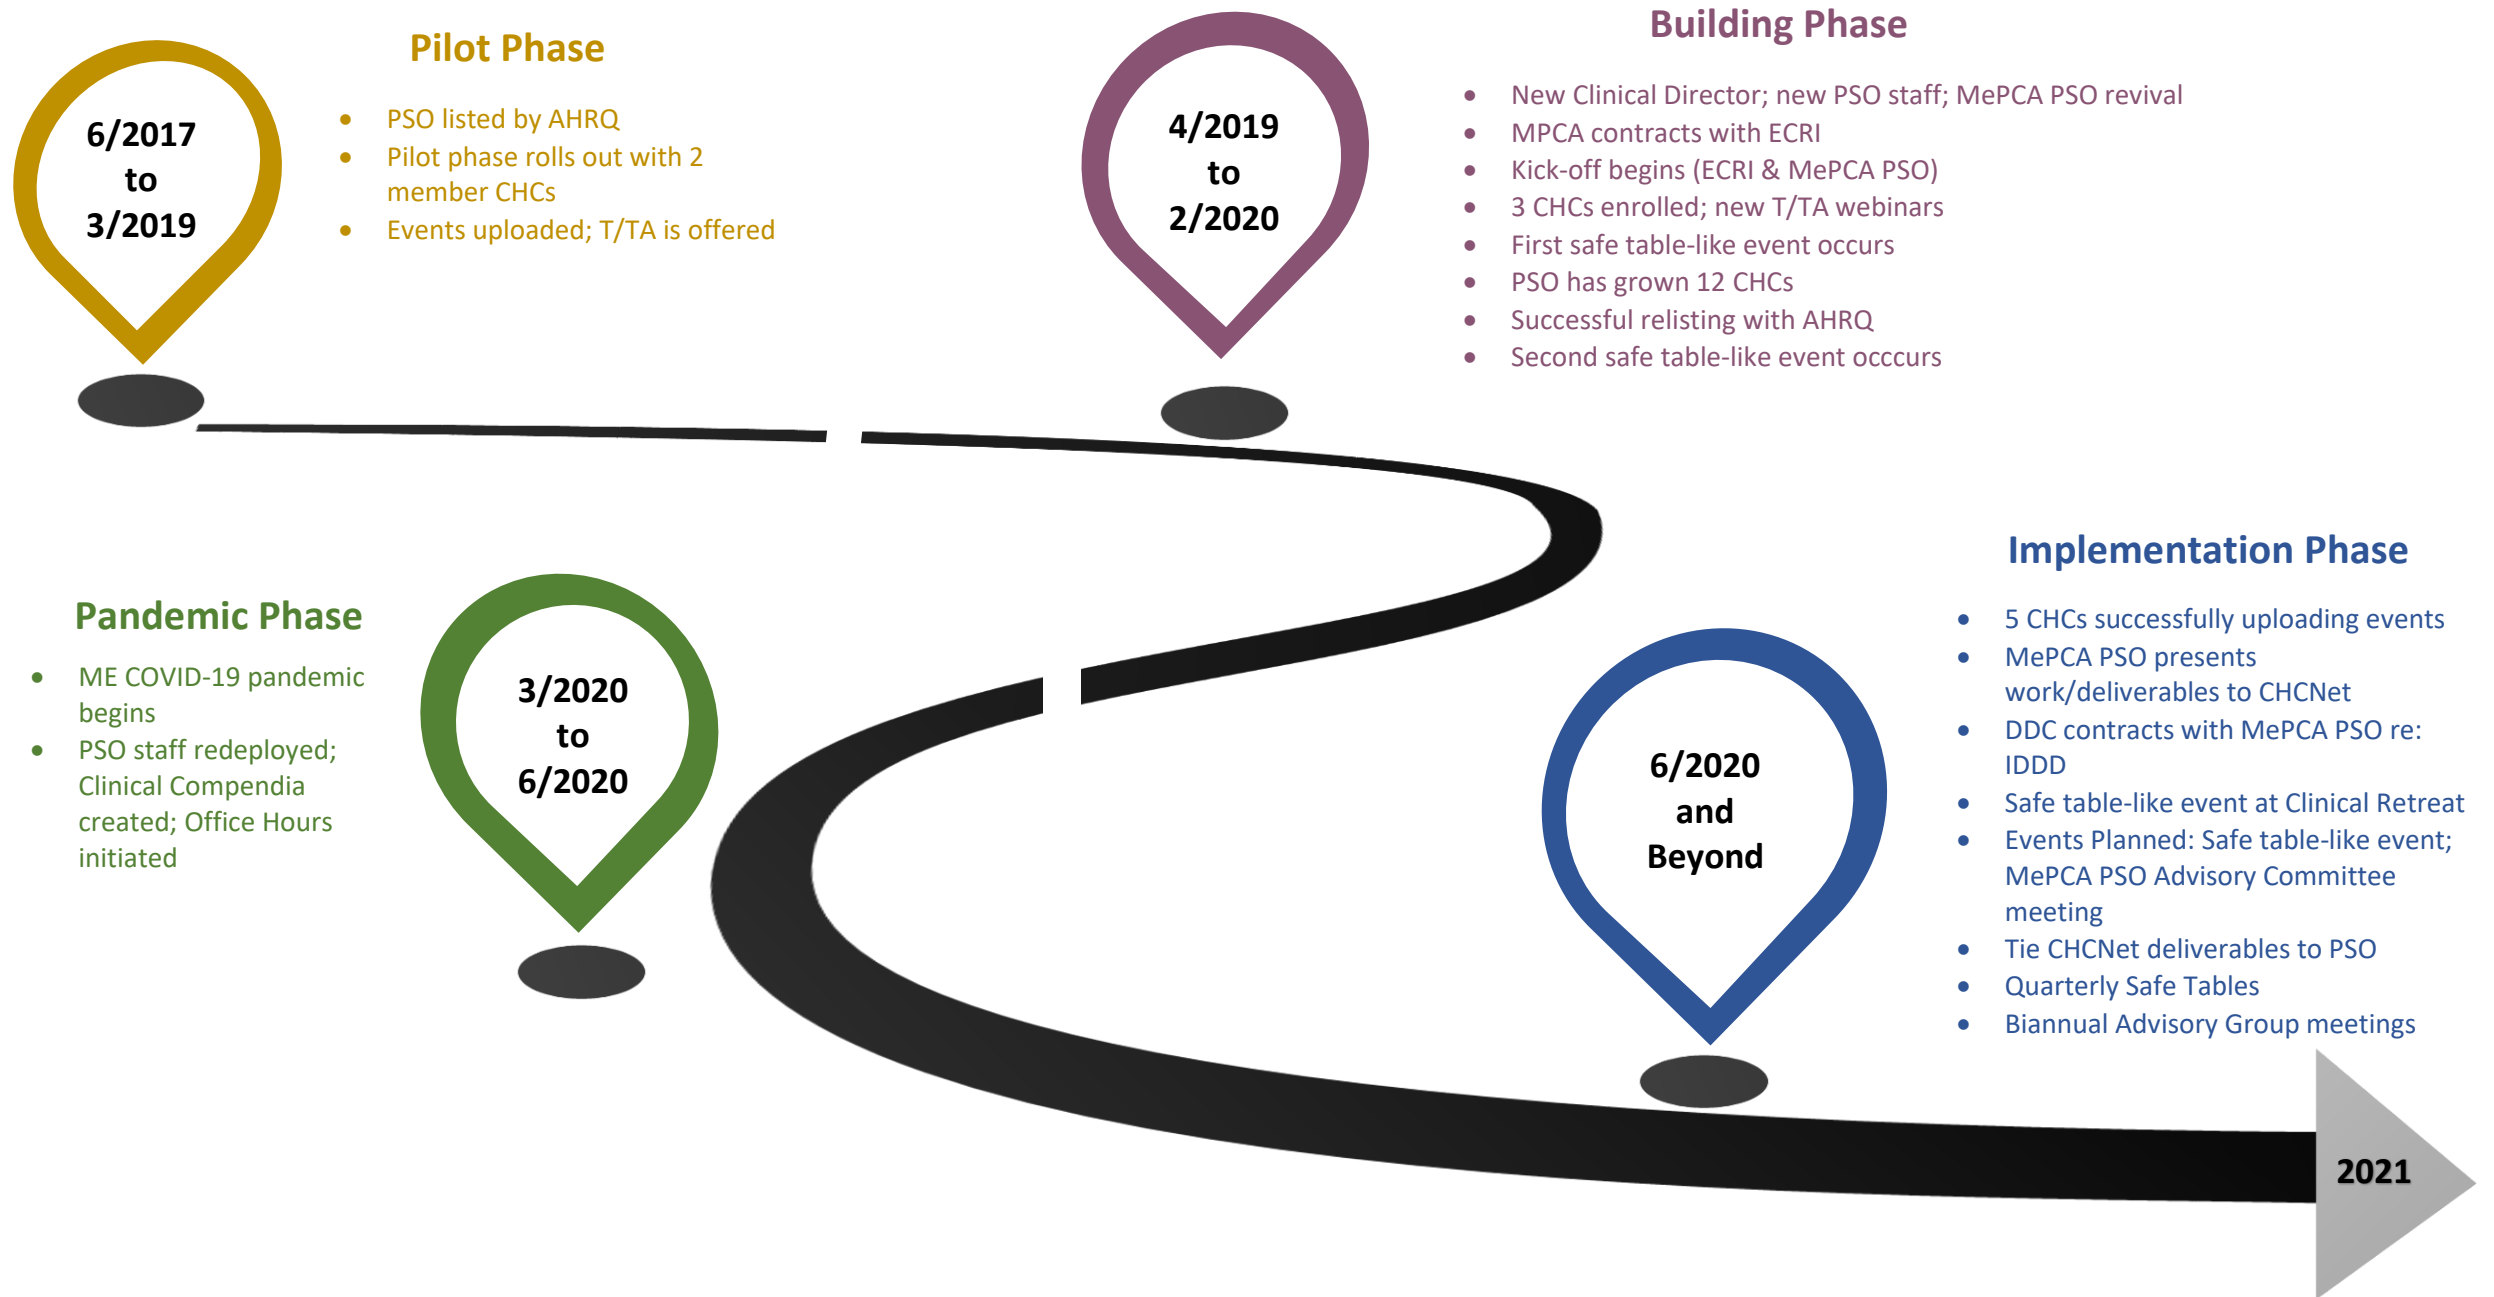 Pilot Phase
6/2017
to
3/2019
• PSO listed by AHRQ
• Pilot phase rolls out with 2
member CHCs
• Events uploaded; T/TA is offered
Building Phase
4/2019
to
2/2020
• New Clinical Director; new PSO staff; MePCA PSO revival
• MPCA contracts with ECRI
• Kick-off begins (ECRI & MePCA PSO)
• 3 CHCs enrolled; new T/TA webinars
• First safe table-like event occurs
• PSO has grown 12 CHCs
• Successful relisting with AHRQ
• Second safe table-like event occcurs
Pandemic Phase
• ME COVID-19 pandemic
begins
• PSO staff redeployed;
Clinical Compendia
created; Office Hours
initiated
3/2020
to
6/2020
Implementation Phase
6/2020
and
Beyond
• 5 CHCs successfully uploading events
• MePCA PSO presents
work/deliverables to CHCNet
• DDC contracts with MePCA PSO re:
IDDD
• Safe table-like event at Clinical Retreat
• Events Planned: Safe table-like event;
MePCA PSO Advisory Committee
meeting
• Tie CHCNet deliverables to PSO
• Quarterly Safe Tables
• Biannual Advisory Group meetings
2021